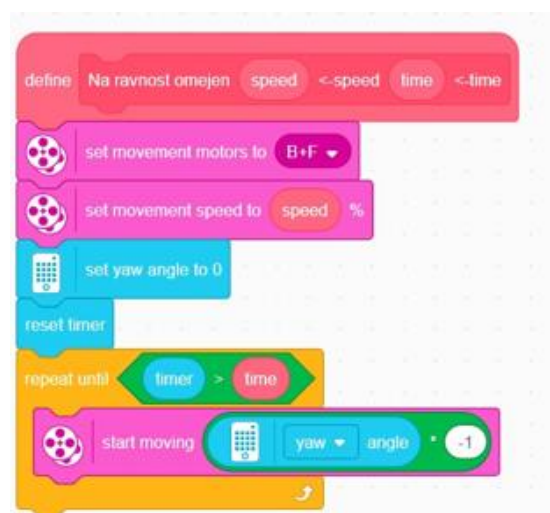 define Na ravnost omejen speed <-speed time <-time
set movement motors to B+F
set movement speed to speed %
set yaw angle to 0
reset timer
repeat until timer > time
start moving yaw angle * -1